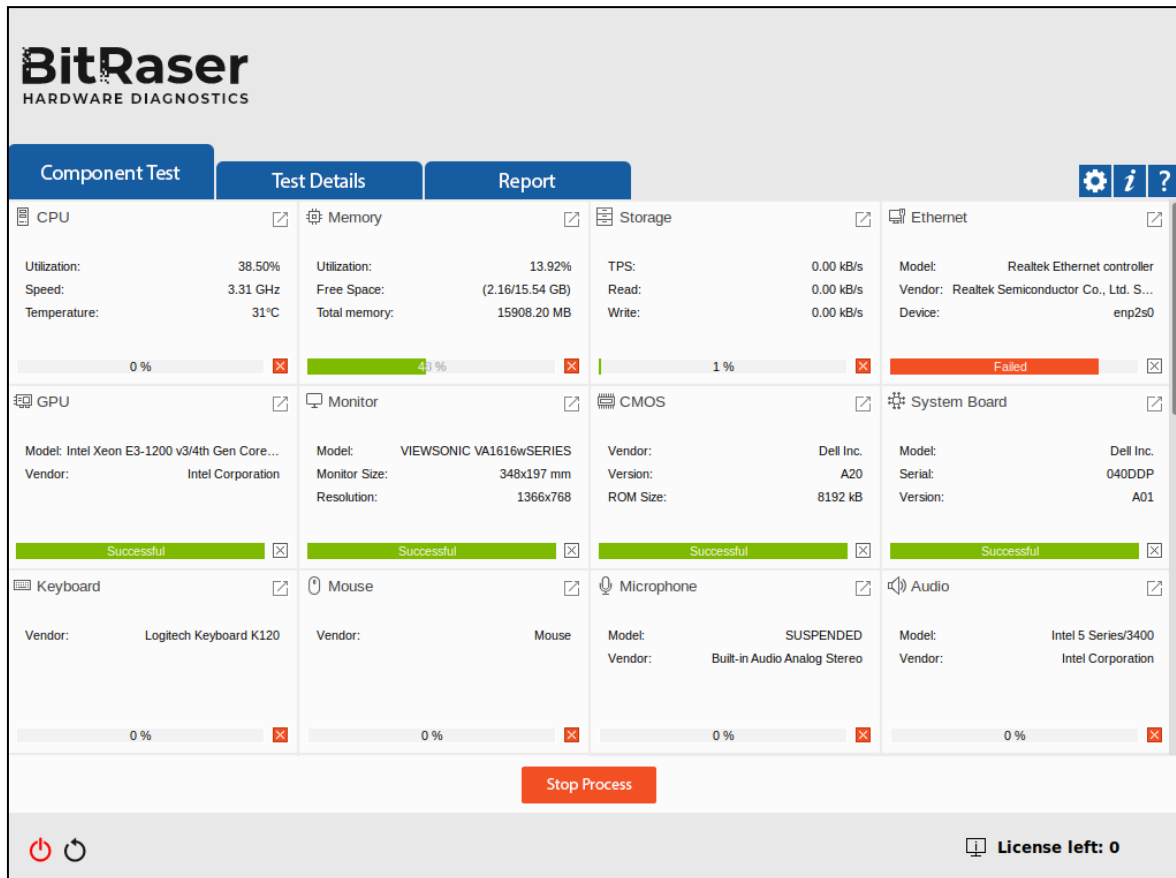 BitRaser
HARDWARE DIAGNOSTICS
Component Test
Test Details
Report
i
?
CPU
Utilization: 38.50%
Speed: 3.31 GHz
Temperature: 31°C
0 %
Memory
Utilization: 13.92%
Free Space: (2.16/15.54 GB)
Total memory: 15908.20 MB
48 %
Storage
TPS: 0.00 kB/s
Read: 0.00 kB/s
Write: 0.00 kB/s
1 %
Ethernet
Model: Realtek Ethernet controller
Vendor: Realtek Semiconductor Co., Ltd. S...
Device: enp2s0
Failed
GPU
Model: Intel Xeon E3-1200 v3/4th Gen Core...
Vendor: Intel Corporation
Successful
Monitor
Model: VIEWSONIC VA1616wSERIES
Monitor Size: 348x197 mm
Resolution: 1366x768
Successful
CMOS
Vendor: Dell Inc.
Version: A20
ROM Size: 8192 kB
Successful
System Board
Model: Dell Inc.
Serial: 040DDP
Version: A01
Successful
Keyboard
Vendor: Logitech Keyboard K120
0 %
Mouse
Vendor: Mouse
0 %
Microphone
Model: SUSPENDED
Vendor: Built-in Audio Analog Stereo
0 %
Audio
Model: Intel 5 Series/3400
Vendor: Intel Corporation
0 %
Stop Process
License left: 0